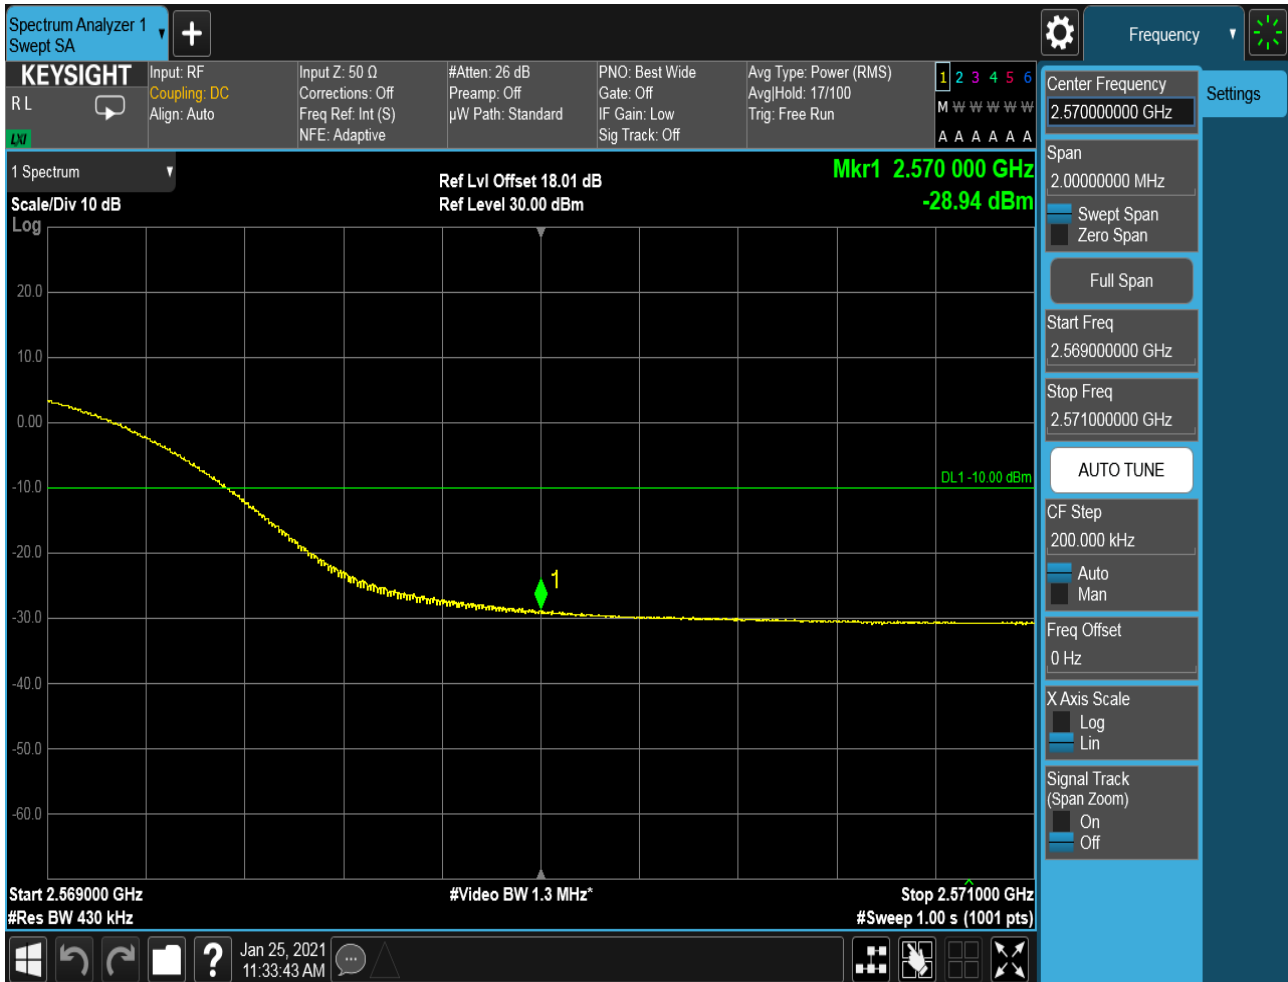 Spectrum Analyzer 1
Swept SA
Frequency
KEYSIGHT
R L
LXI
Input: RF
Coupling: DC
Align: Auto
Input Z: 50 Ω
Corrections: Off
Freq Ref: Int (S)
NFE: Adaptive
#Atten: 26 dB
Preamp: Off
µW Path: Standard
PNO: Best Wide
Gate: Off
IF Gain: Low
Sig Track: Off
Avg Type: Power (RMS)
Avg|Hold: 17/100
Trig: Free Run
1 2 3 4 5 6
M W W W W W
A A A A A A
1 Spectrum
Scale/Div 10 dB
Log
Ref Lvl Offset 18.01 dB
Ref Level 30.00 dBm
Mkr1 2.570 000 GHz
-28.94 dBm
20.0
10.0
0.00
-10.0
-20.0
-30.0
-40.0
-50.0
-60.0
DL1 -10.00 dBm
1
Start 2.569000 GHz
#Res BW 430 kHz
#Video BW 1.3 MHz*
Stop 2.571000 GHz
#Sweep 1.00 s (1001 pts)
Jan 25, 2021
11:33:43 AM
Center Frequency
2.570000000 GHz
Settings
Span
2.00000000 MHz
Swept Span
Zero Span
Full Span
Start Freq
2.569000000 GHz
Stop Freq
2.571000000 GHz
AUTO TUNE
CF Step
200.000 kHz
Auto
Man
Freq Offset
0 Hz
X Axis Scale
Log
Lin
Signal Track
(Span Zoom)
On
Off